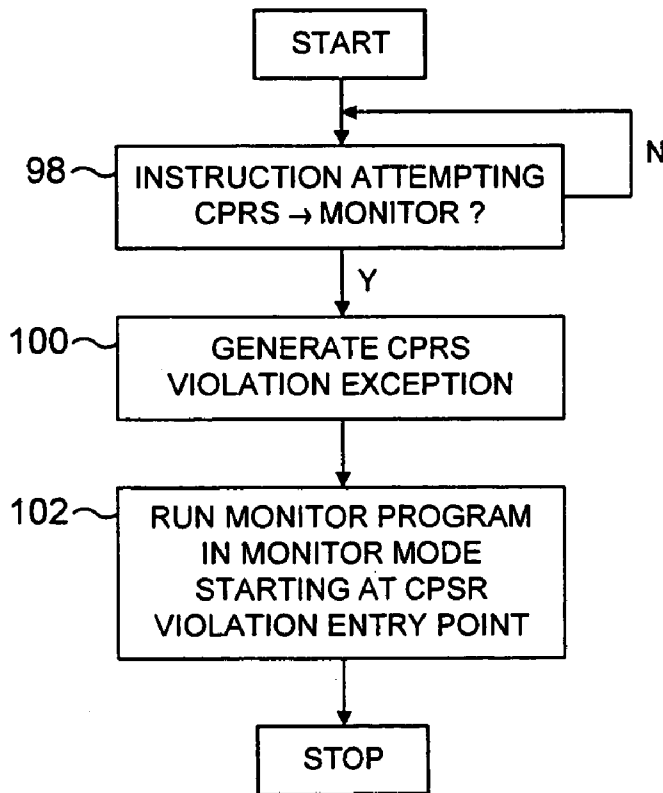 START
N
98
INSTRUCTION ATTEMPTING
CPRS → MONITOR ?
Y
100
GENERATE CPRS
VIOLATION EXCEPTION
102
RUN MONITOR PROGRAM
IN MONITOR MODE
STARTING AT CPSR
VIOLATION ENTRY POINT
STOP